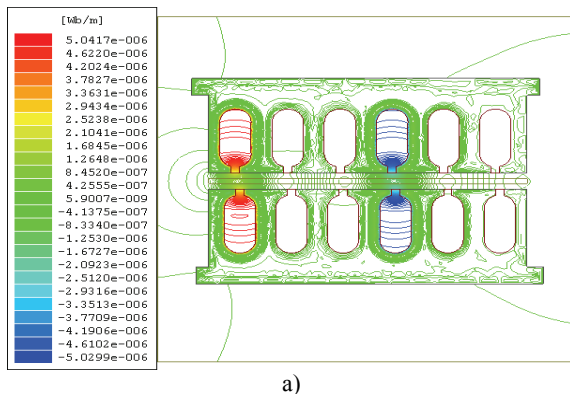 [Wb/m]
5.0417e-006
4.6220e-006
4.2024e-006
3.7827e-006
3.3631e-006
2.9434e-006
2.5238e-006
2.1041e-006
1.6845e-006
1.2648e-006
8.4520e-007
4.2555e-007
5.9007e-009
-4.1375e-007
-8.3340e-007
-1.2530e-006
-1.6727e-006
-2.0923e-006
-2.5120e-006
-2.9316e-006
-3.3513e-006
-3.7709e-006
-4.1906e-006
-4.6102e-006
-5.0299e-006
a)